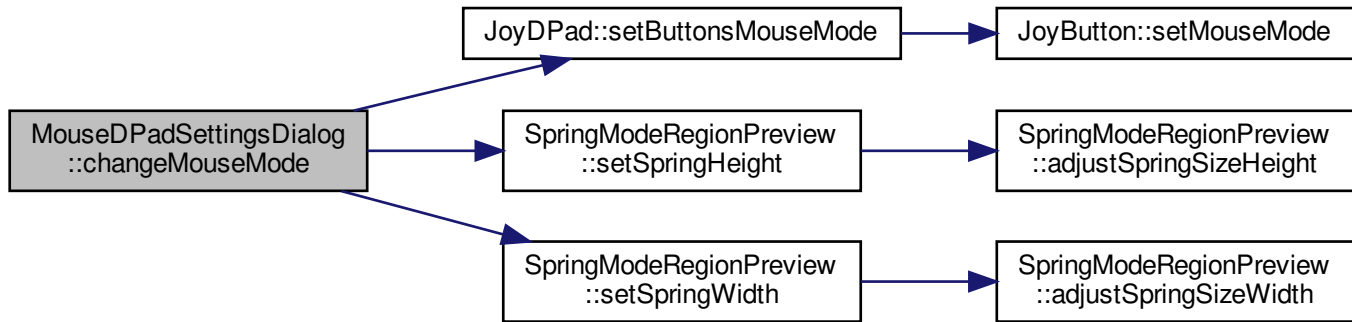 JoyDPad::setButtonsMouseMode
JoyButton::setMouseMode
MouseDPadSettingsDialog
::changeMouseMode
SpringModeRegionPreview
::setSpringHeight
SpringModeRegionPreview
::adjustSpringSizeHeight
SpringModeRegionPreview
::setSpringWidth
SpringModeRegionPreview
::adjustSpringSizeWidth